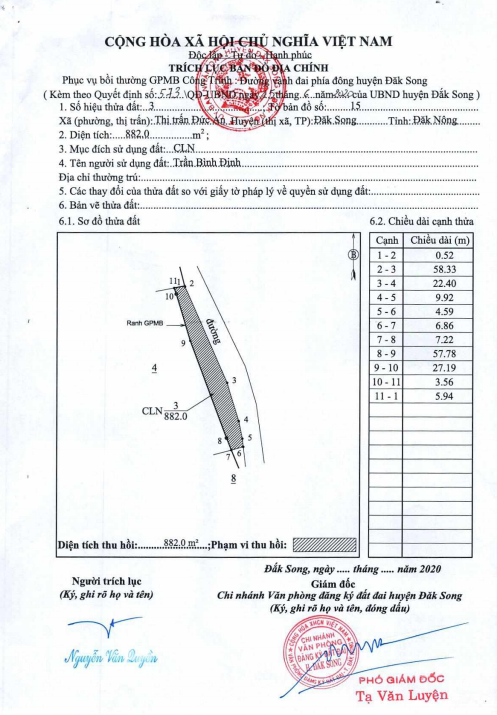 CỘNG HÒA XÃ HỘI CHỦ NGHĨA VIỆT NAM
Độc lập - Tự do - Hạnh phúc
TRÍCH LỤC BẢN ĐỒ ĐỊA CHÍNH
Phục vụ bồi thường GPMB Công Trình : Đường vành đai phía đông huyện Đăk Song
( Kèm theo Quyết định số: 573/QĐ-UBND ngày tháng 6 năm 2020 của UBND huyện Đăk Song )
1. Số hiệu thửa đất: 3 Tờ bản đồ số: 15
Xã (phường, thị trấn): Thị trấn Đức An. Huyện (thị xã, TP): Đăk Song Tỉnh: Đăk Nông
2. Diện tích: 882.0 m²;
3. Mục đích sử dụng đất: CLN
4. Tên người sử dụng đất: Trần Bình Định
Địa chỉ thường trú:
5. Các thay đổi của thửa đất so với giấy tờ pháp lý về quyền sử dụng đất:
6. Bản vẽ thửa đất:
6.1. Sơ đồ thửa đất
6.2. Chiều dài cạnh thửa
B
11 1 2
10
Ranh GPMB
đường
9
4
3
CLN 3/882.0
4
8 5
7 6
8
Diện tích thu hồi: 882.0 m² ;Phạm vi thu hồi:
Cạnh Chiều dài (m)
1 - 2 0.52
2 - 3 58.33
3 - 4 22.40
4 - 5 9.92
5 - 6 4.59
6 - 7 6.86
7 - 8 7.22
8 - 9 57.78
9 - 10 27.19
10 - 11 3.56
11 - 1 5.94
Đắk Song, ngày ..... tháng ..... năm 2020
Người trích lục
(Ký, ghi rõ họ và tên)
Nguyễn Văn Quyền
Giám đốc
Chi nhánh Văn phòng đăng ký đất đai huyện Đăk Song
(Ký, ghi rõ họ và tên, đóng dấu)
CHI NHÁNH
VĂN PHÒNG
ĐĂNG KÝ ĐẤT ĐAI
H. ĐĂK SONG
PHÓ GIÁM ĐỐC
Tạ Văn Luyện